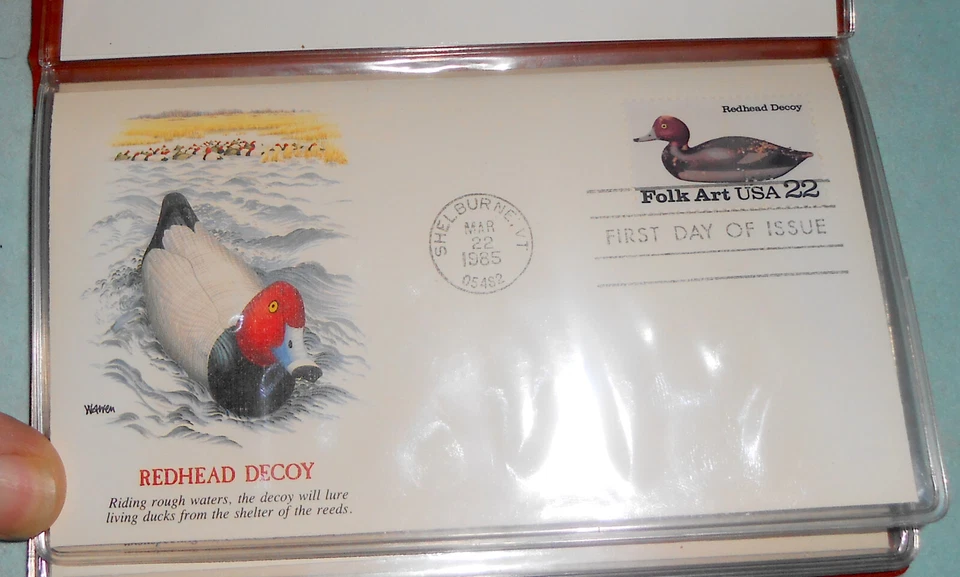 Redhead Decoy
Folk Art USA 22
SHELBURNE, VT
MAR
22
1985
05482
FIRST DAY OF ISSUE
Warren
REDHEAD DECOY
Riding rough waters, the decoy will lure
living ducks from the shelter of the reeds.